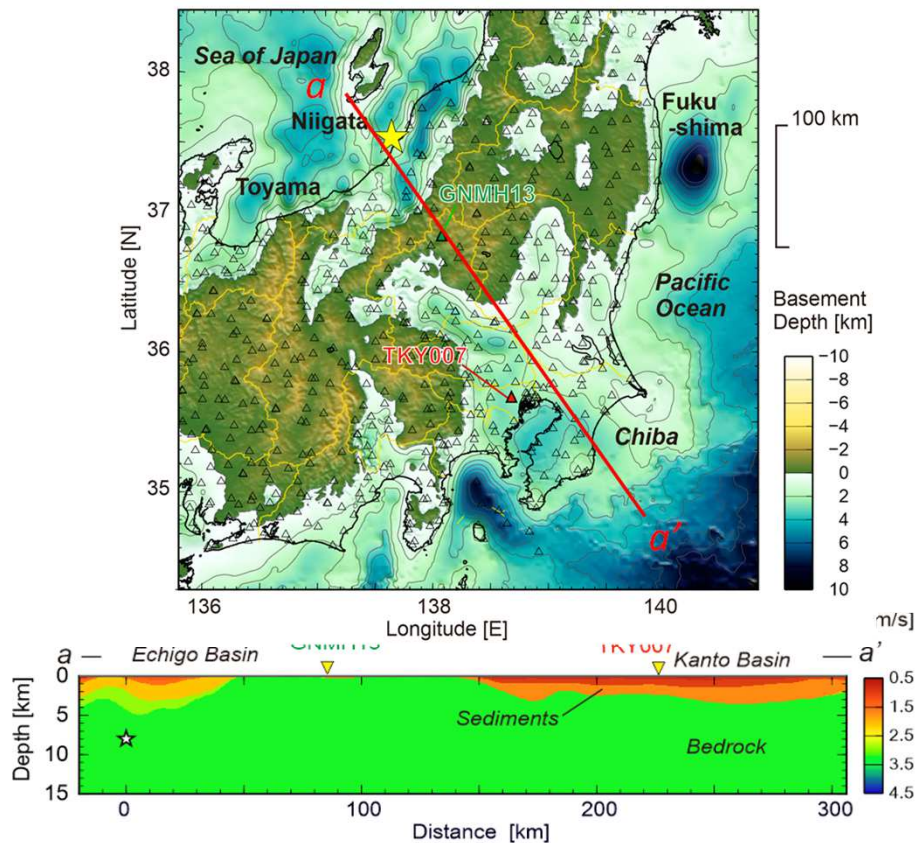 Sea of Japan
a
Niigata
Fuku
-shima
100 km
Toyama
GNMH13
Pacific
Ocean
TKY007
Chiba
a'
38
37
36
35
Latitude [N]
136
138
140
Longitude [E]
Basement
Depth [km]
-10
-8
-6
-4
-2
0
2
4
6
8
10
m/s]
a
Echigo Basin
GNMH13
TKY007
Kanto Basin
a'
0
5
10
15
Depth [km]
Sediments
Bedrock
0.5
1.5
2.5
3.5
4.5
0
100
200
300
Distance [km]